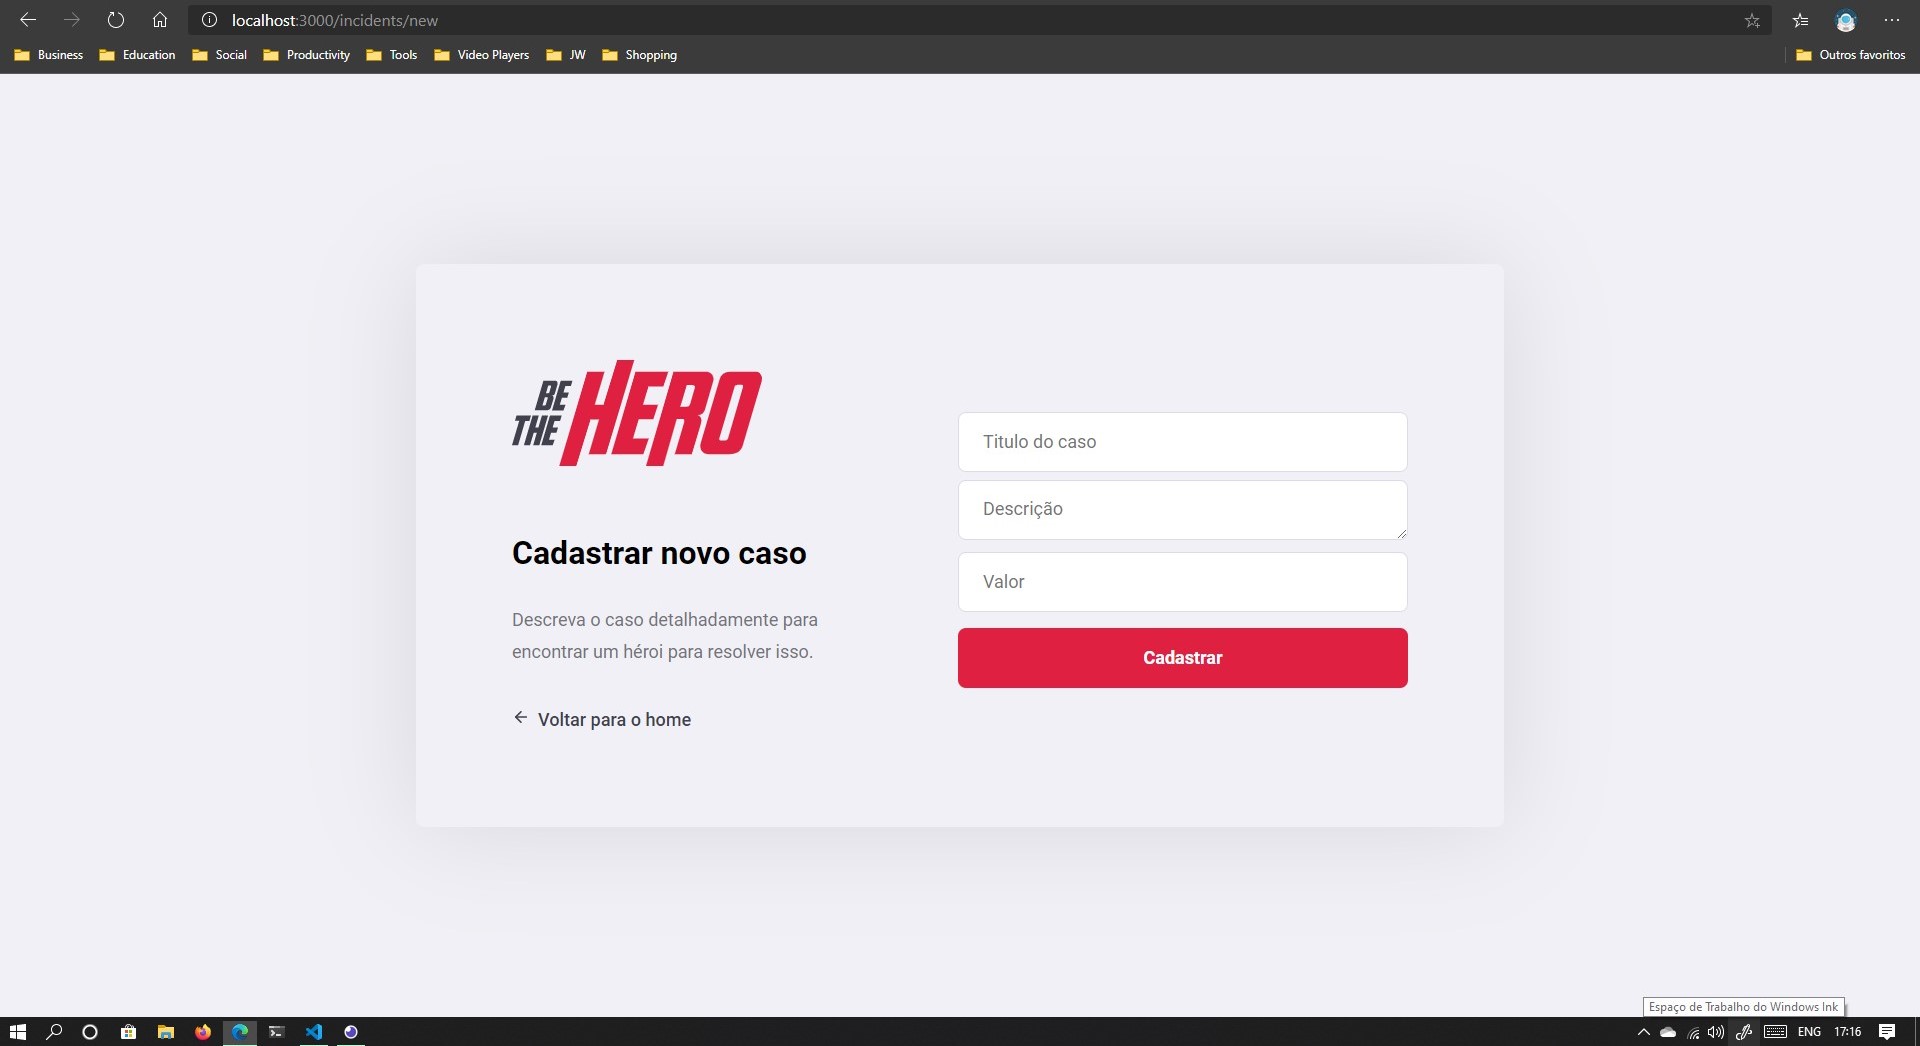 localhost:3000/incidents/new
Business Education Social Productivity Tools Video Players JW Shopping Outros favoritos
BE
THE
HERO
Cadastrar novo caso
Descreva o caso detalhadamente para
encontrar um héroi para resolver isso.
Voltar para o home
Titulo do caso
Descrição
Valor
Cadastrar
Espaço de Trabalho do Windows Ink
ENG 17:16